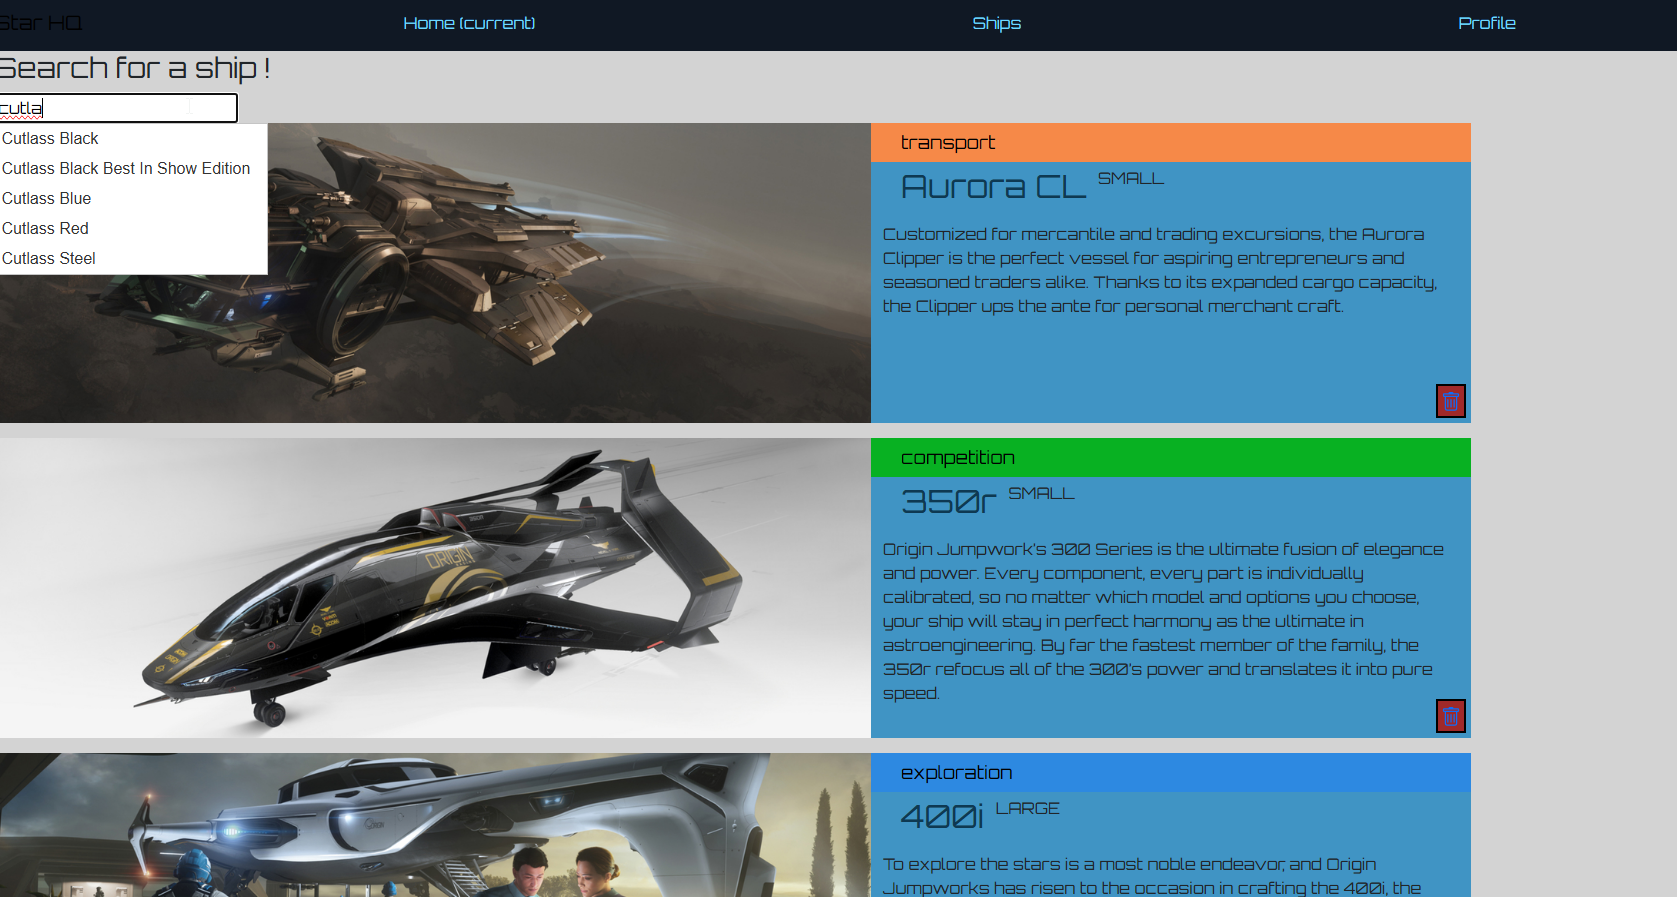 Star HQ
Home (current)
Ships
Profile
Search for a ship !
cutla
Cutlass Black
Cutlass Black Best In Show Edition
Cutlass Blue
Cutlass Red
Cutlass Steel
transport
Aurora CL SMALL
Customized for mercantile and trading excursions, the Aurora
Clipper is the perfect vessel for aspiring entrepreneurs and
seasoned traders alike. Thanks to its expanded cargo capacity,
the Clipper ups the ante for personal merchant craft.
ORIGIN
competition
350r SMALL
Origin Jumpwork's 300 Series is the ultimate fusion of elegance
and power. Every component, every part is individually
calibrated, so no matter which model and options you choose,
your ship will stay in perfect harmony as the ultimate in
astroengineering. By far the fastest member of the family, the
350r refocus all of the 300's power and translates it into pure
speed.
exploration
400i LARGE
To explore the stars is a most noble endeavor, and Origin
Jumpworks has risen to the occasion in crafting the 400i, the